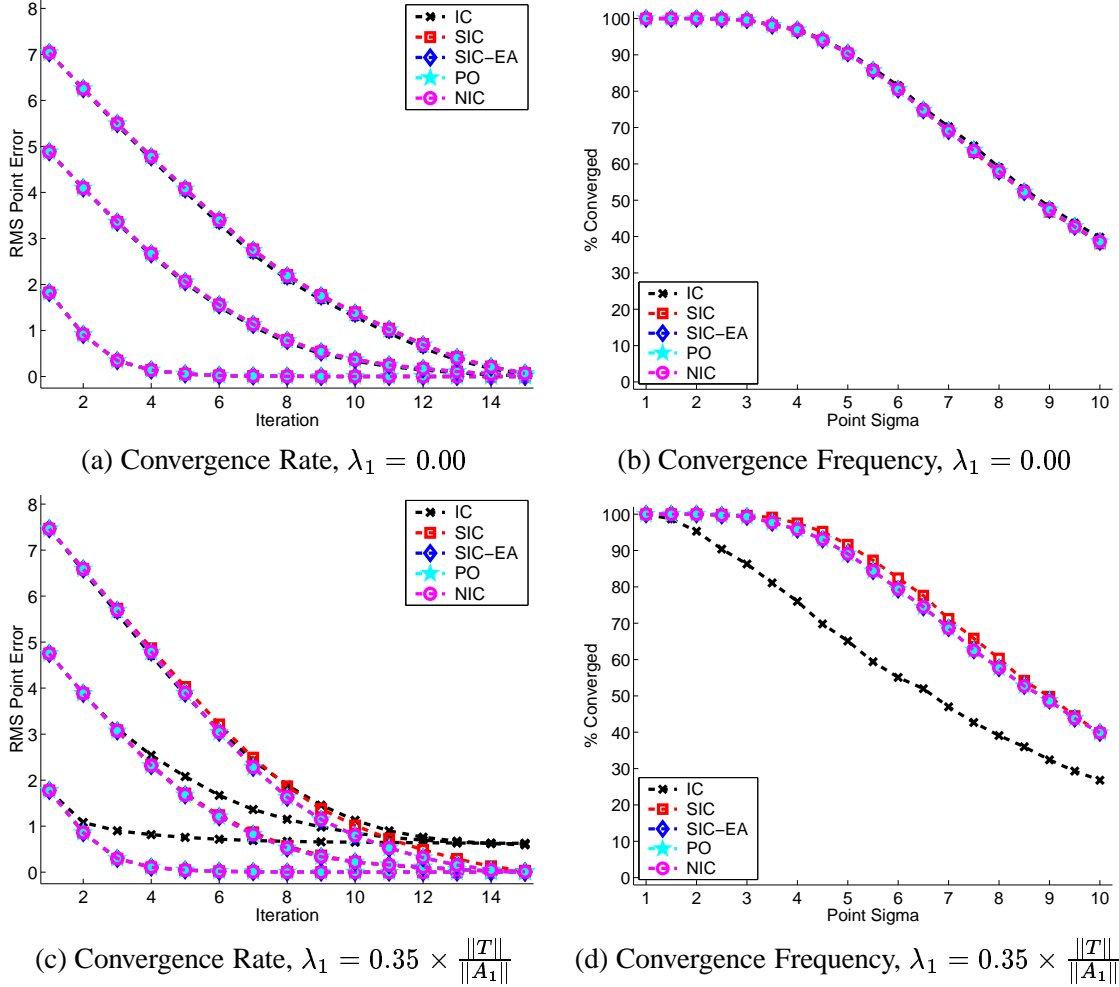 8
7
6
5
4
3
2
1
0
RMS Point Error
2 4 6 8 10 12 14
Iteration
IC
SIC
SIC−EA
PO
NIC
(a) Convergence Rate, λ₁ = 0.00
100
90
80
70
60
50
40
30
20
10
0
% Converged
1 2 3 4 5 6 7 8 9 10
Point Sigma
IC
SIC
SIC−EA
PO
NIC
(b) Convergence Frequency, λ₁ = 0.00
8
7
6
5
4
3
2
1
0
RMS Point Error
2 4 6 8 10 12 14
Iteration
IC
SIC
SIC−EA
PO
NIC
(c) Convergence Rate, λ₁ = 0.35 × ||T|| / ||A₁||
100
90
80
70
60
50
40
30
20
10
0
% Converged
1 2 3 4 5 6 7 8 9 10
Point Sigma
IC
SIC
SIC−EA
PO
NIC
(d) Convergence Frequency, λ₁ = 0.35 × ||T|| / ||A₁||